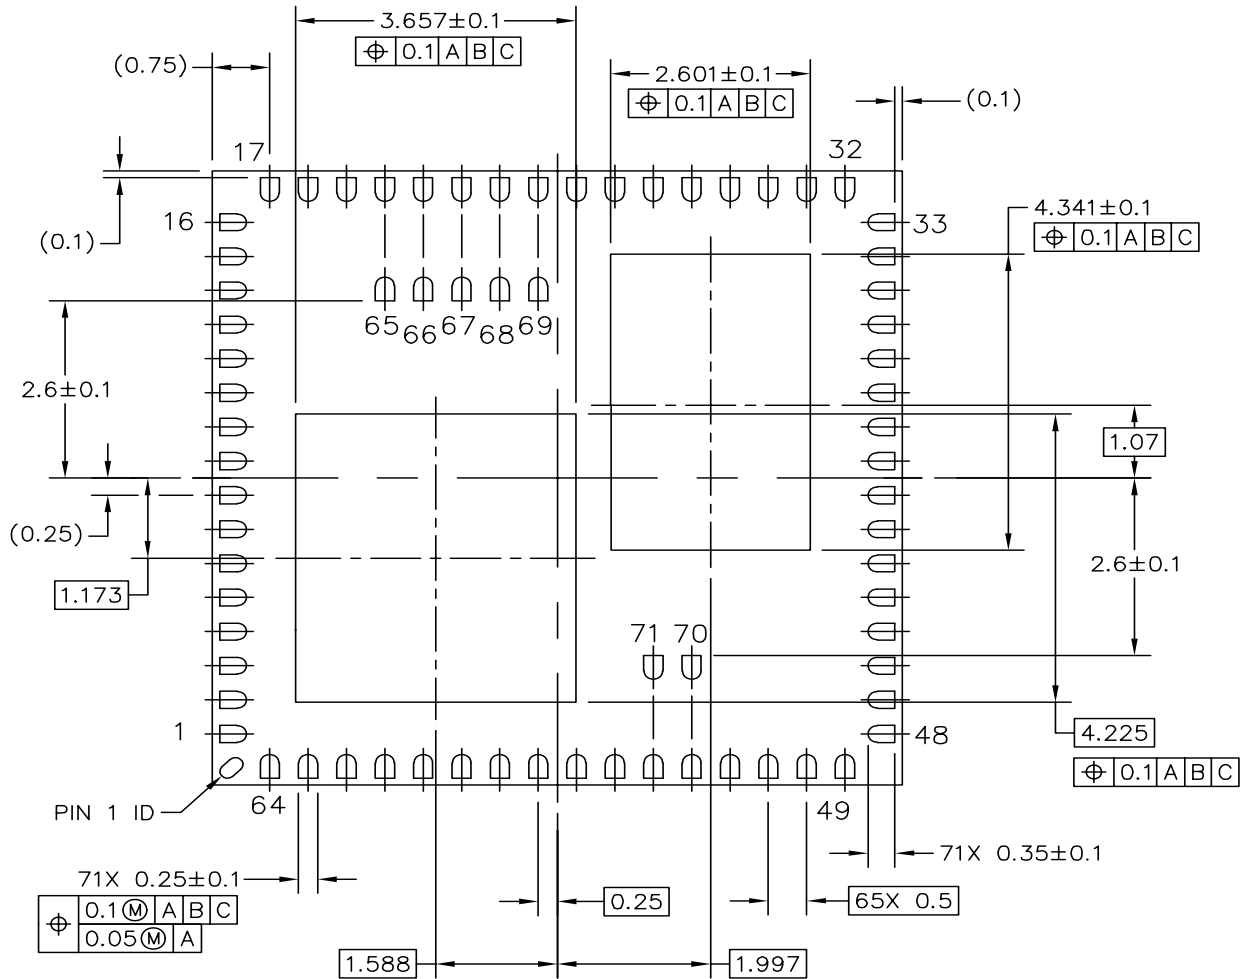 3.657±0.1
⌖ 0.1 A B C
(0.75)
2.601±0.1
⌖ 0.1 A B C
(0.1)
17
32
16
33
4.341±0.1
⌖ 0.1 A B C
(0.1)
65 66 67 68 69
2.6±0.1
1.07
(0.25)
2.6±0.1
1.173
71 70
1
48
4.225
⌖ 0.1 A B C
PIN 1 ID
64
49
71X 0.35±0.1
71X 0.25±0.1
⌖ 0.1 Ⓜ A B C
0.05 Ⓜ A
0.25
65X 0.5
1.588
1.997